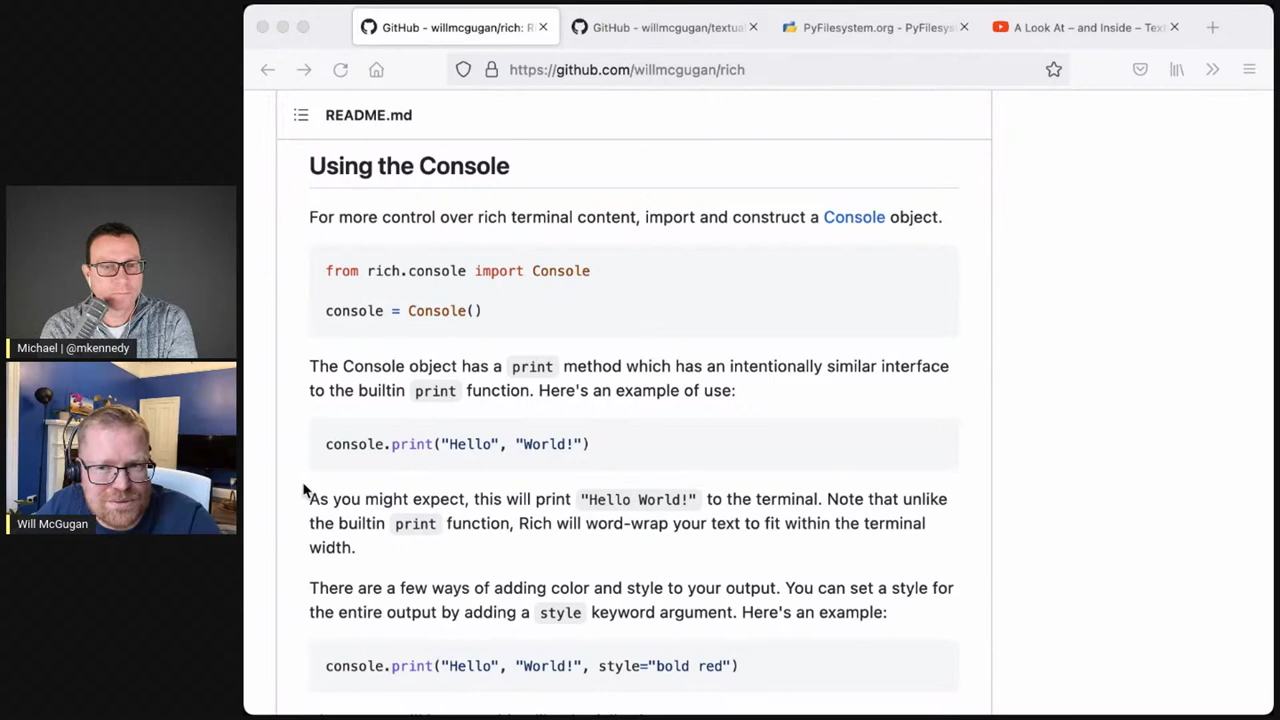 GitHub - willmcgugan/rich: R
GitHub - willmcgugan/textua
PyFilesystem.org - PyFilesys
A Look At – and Inside – Text
https://github.com/willmcgugan/rich
README.md
Using the Console
For more control over rich terminal content, import and construct a Console object.
from rich.console import Console
console = Console()
The Console object has a print method which has an intentionally similar interface
to the builtin print function. Here's an example of use:
console.print("Hello", "World!")
As you might expect, this will print "Hello World!" to the terminal. Note that unlike
the builtin print function, Rich will word-wrap your text to fit within the terminal
width.
There are a few ways of adding color and style to your output. You can set a style for
the entire output by adding a style keyword argument. Here's an example:
console.print("Hello", "World!", style="bold red")
Michael | @mkennedy
Will McGugan